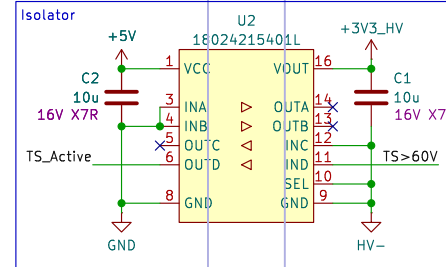 Isolator
U2
18024215401L
+5V
+3V3_HV
1 VCC VOUT 16
C2
10u
16V X7R
C1
10u
16V X7
3 INA OUTA 14
4 INB OUTB 13
5 OUTC INC 12
TS_Active 6 OUTD IND 11 TS>60V
SEL 10
8 GND GND 9
GND
HV-